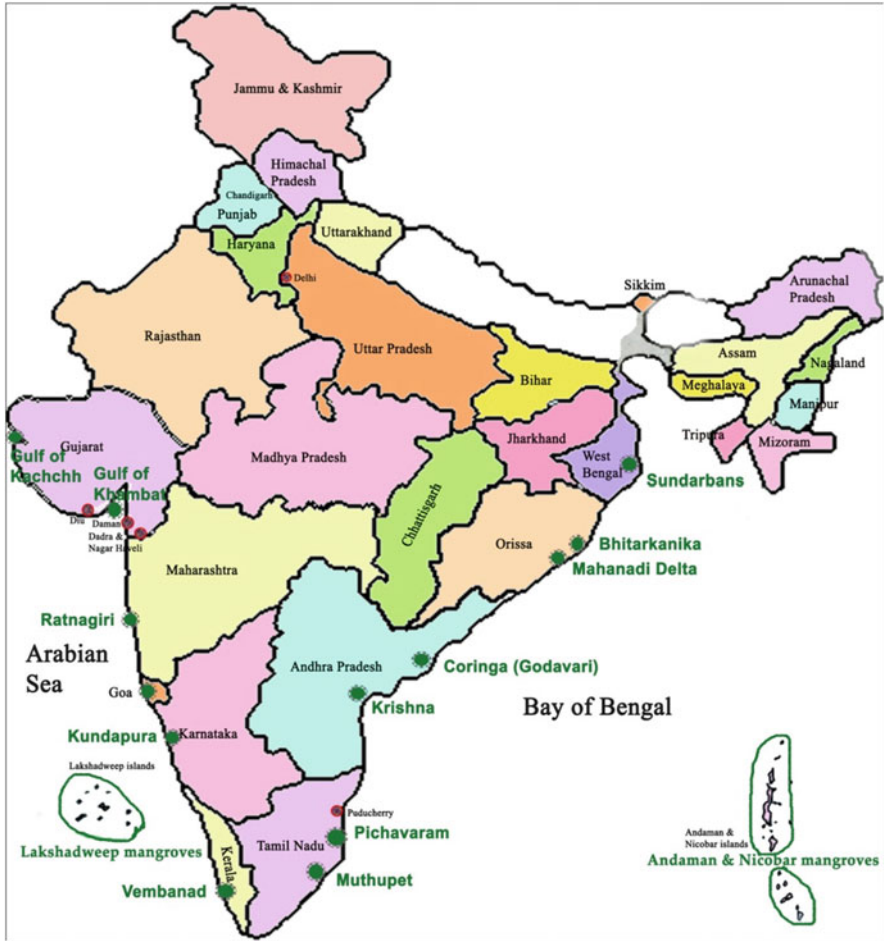 Jammu & Kashmir
Himachal
Pradesh
Chandigarh
Punjab
Uttarakhand
Haryana
Delhi
Sikkim
Arunachal
Pradesh
Rajasthan
Uttar Pradesh
Assam
Nagaland
Bihar
Meghalaya
Manipur
Gujarat
Jharkhand
Tripura
Mizoram
Gulf of
Kachchh
Madhya Pradesh
West
Bengal
Gulf of
Khambat
Sundarbans
Diu
Daman
Dadra &
Nagar Haveli
Chhattisgarh
Orissa
Bhitarkanika
Mahanadi Delta
Maharashtra
Ratnagiri
Arabian
Sea
Andhra Pradesh
Coringa (Godavari)
Goa
Krishna
Bay of Bengal
Kundapura
Karnataka
Lakshadweep islands
Puducherry
Lakshadweep mangroves
Tamil Nadu
Pichavaram
Andaman &
Nicobar islands
Andaman & Nicobar mangroves
Kerala
Muthupet
Vembanad